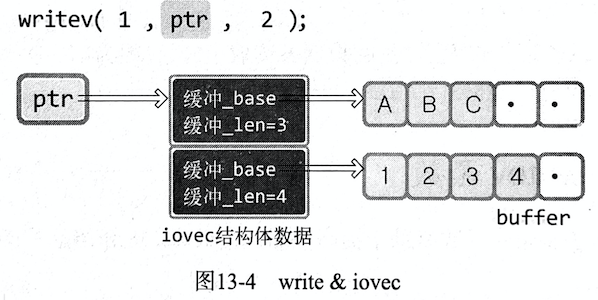 writev( 1 , ptr , 2 );
ptr
缓冲_base
缓冲_len=3
A B C • •
缓冲_base
缓冲_len=4
1 2 3 4 •
buffer
iovec结构体数据
图13-4 write & iovec